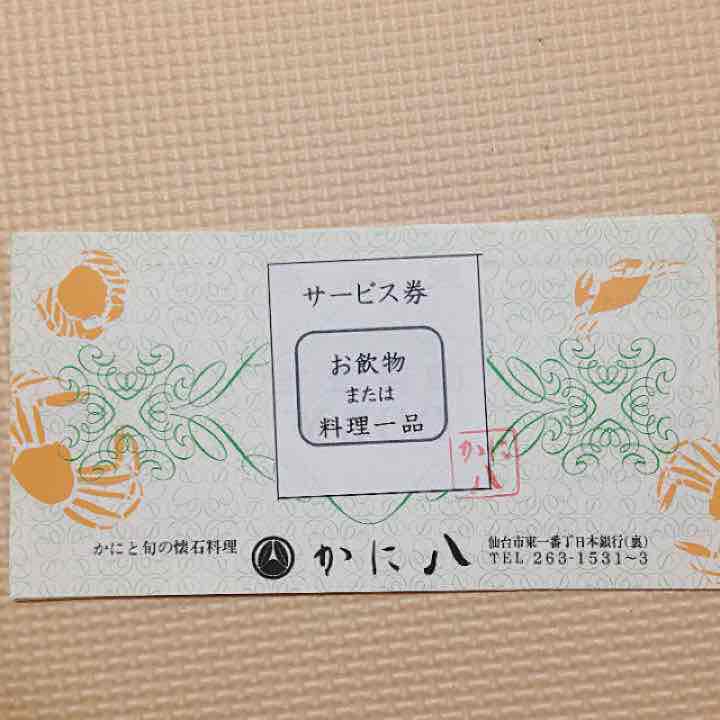 サービス券
お飲物
または
料理一品
かに
八
かにと旬の懐石料理
かに八
仙台市東一番丁日本銀行(裏)
TEL 263-1531~3